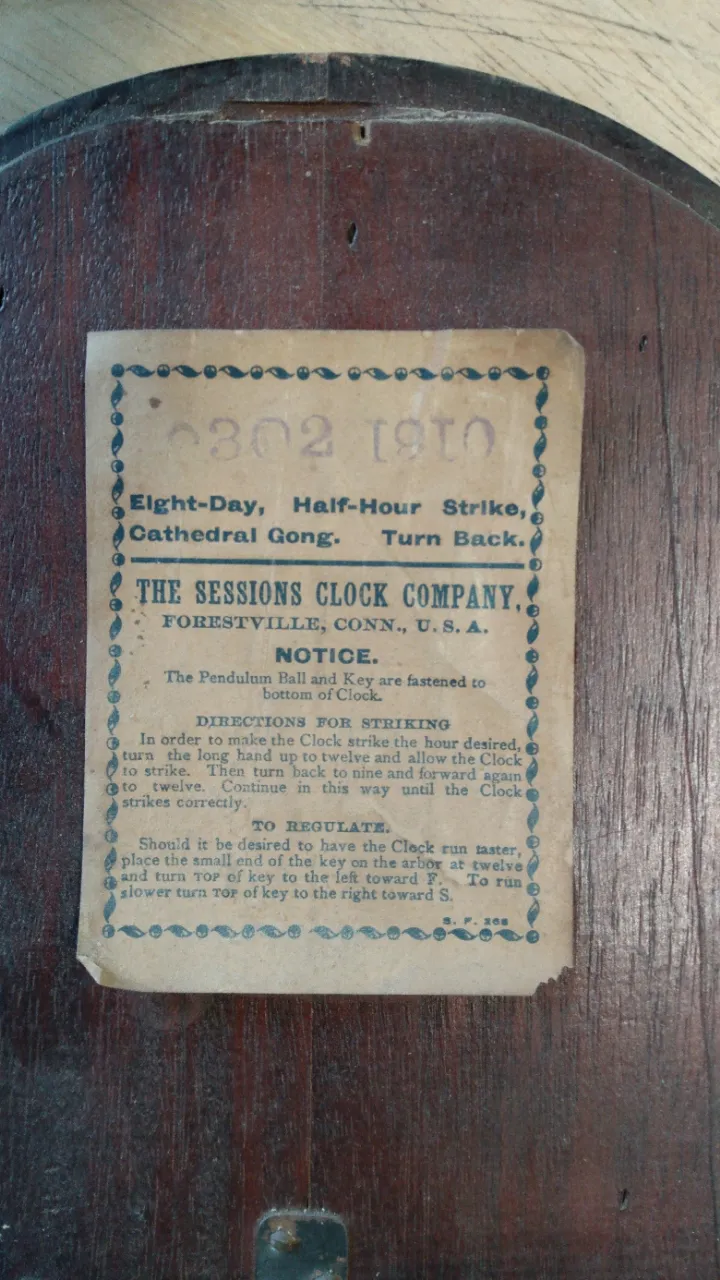 302 1910
Eight-Day, Half-Hour Strike,
Cathedral Gong. Turn Back.
THE SESSIONS CLOCK COMPANY,
FORESTVILLE, CONN., U. S. A.
NOTICE.
The Pendulum Ball and Key are fastened to
bottom of Clock.
DIRECTIONS FOR STRIKING
In order to make the Clock strike the hour desired,
turn the long hand up to twelve and allow the Clock
to strike. Then turn back to nine and forward again
to twelve. Continue in this way until the Clock
strikes correctly.
TO REGULATE.
Should it be desired to have the Clock run faster,
place the small end of the key on the arbor at twelve
and turn TOP of key to the left toward F. To run
slower turn TOP of key to the right toward S.
S. F.